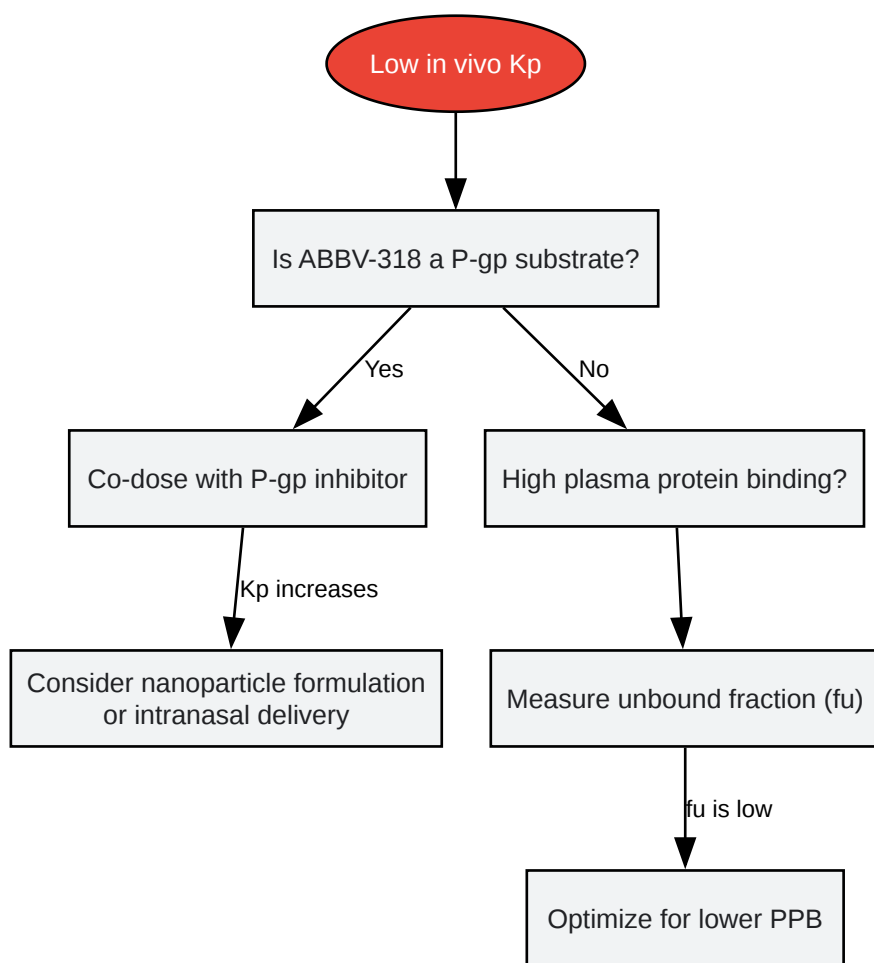 Low in vivo Kp
Is ABBV-318 a P-gp substrate?
Yes
No
Co-dose with P-gp inhibitor
High plasma protein binding?
Kp increases
Consider nanoparticle formulation
or intranasal delivery
Measure unbound fraction (fu)
fu is low
Optimize for lower PPB